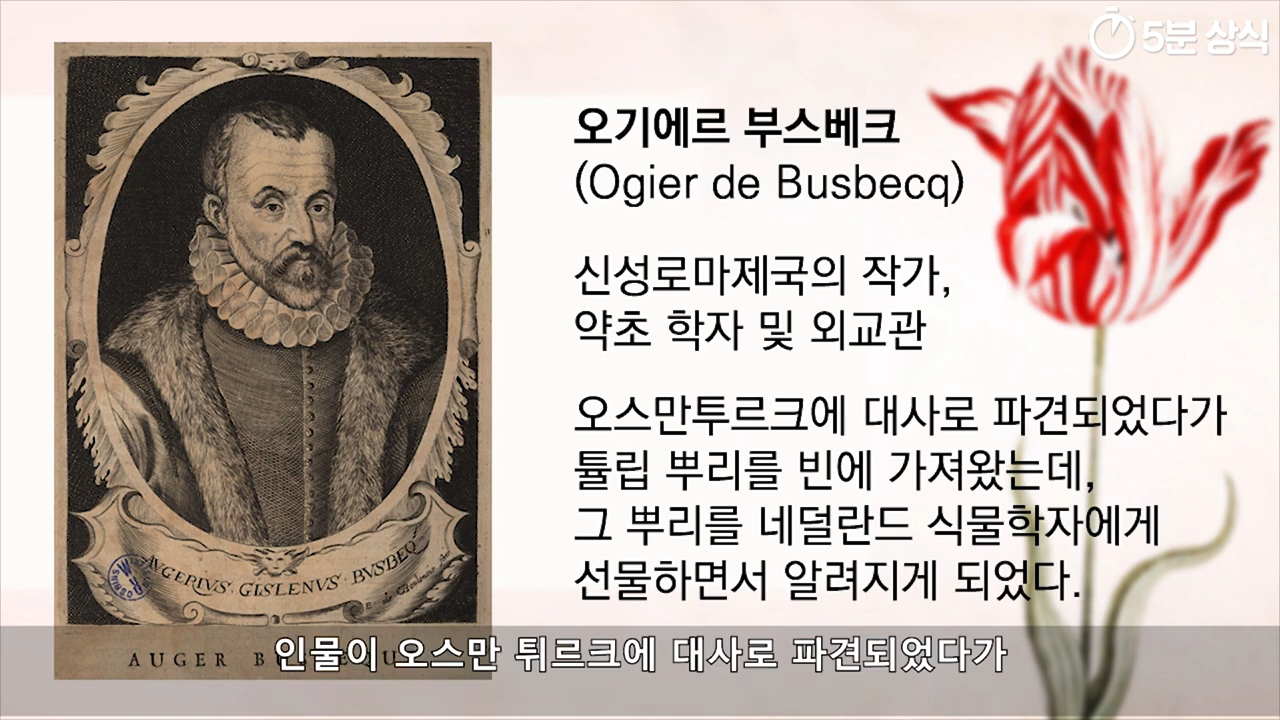 5분 상식
오기에르 부스베크
(Ogier de Busbecq)
신성로마제국의 작가,
약초 학자 및 외교관
오스만투르크에 대사로 파견되었다가
튤립 뿌리를 빈에 가져왔는데,
그 뿌리를 네덜란드 식물학자에게
선물하면서 알려지게 되었다.
AVGERIVS GISLENVS BVSBEQ
AUGER
인물이 오스만 튀르크에 대사로 파견되었다가